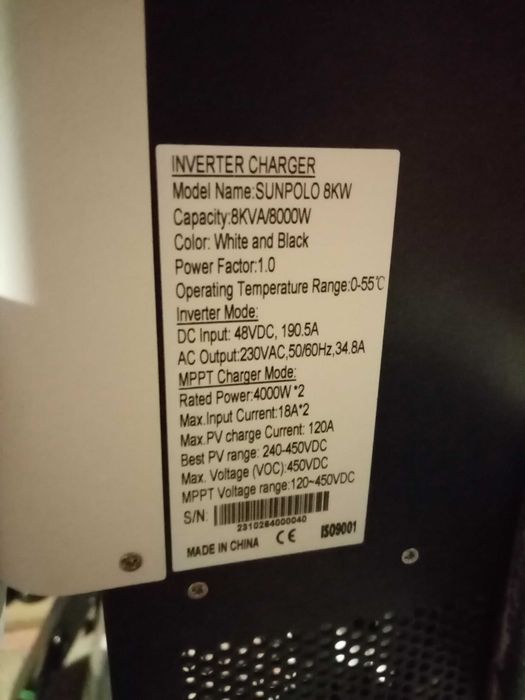 INVERTER CHARGER
Model Name:SUNPOLO 8KW
Capacity:8KVA/8000W
Color: White and Black
Power Factor:1.0
Operating Temperature Range:0-55℃
Inverter Mode:
DC Input: 48VDC, 190.5A
AC Output:230VAC,50/60Hz,34.8A
MPPT Charger Mode:
Rated Power:4000W*2
Max.Input Current:18A*2
Max.PV charge Current: 120A
Best PV range: 240-450VDC
Max. Voltage (VOC):450VDC
MPPT Voltage range:120~450VDC
S/N:
2310264000040
MADE IN CHINA CE ISO9001